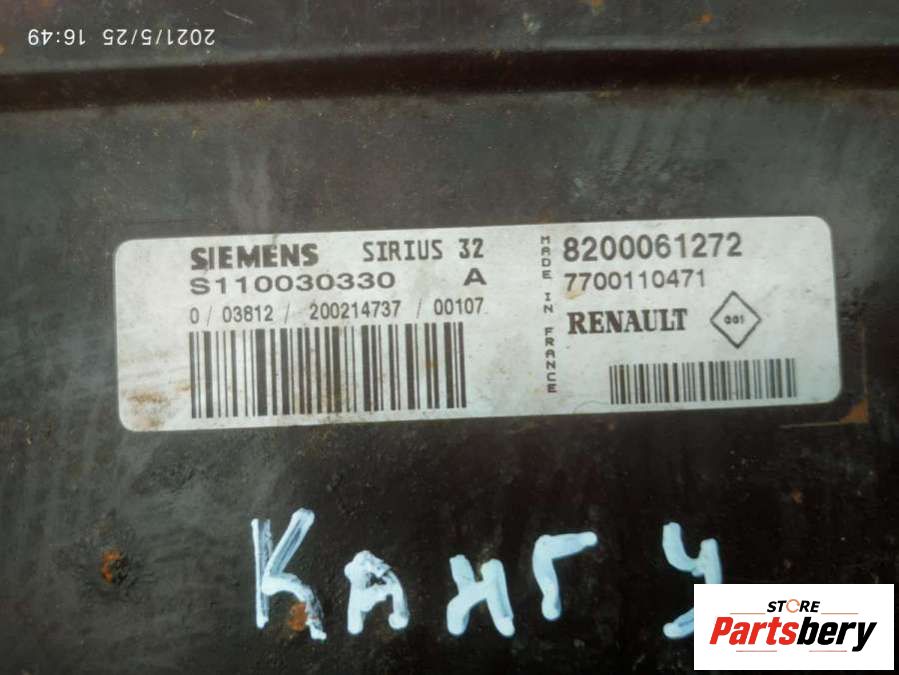 2021/5/25 16:49
SIEMENS SIRIUS 32
S110030330 A
0/ 03812 / 200214737 / 00107
MADE IN FRANCE
8200061272
7700110471
RENAULT 001
КАНГУ
STORE
Partsbery